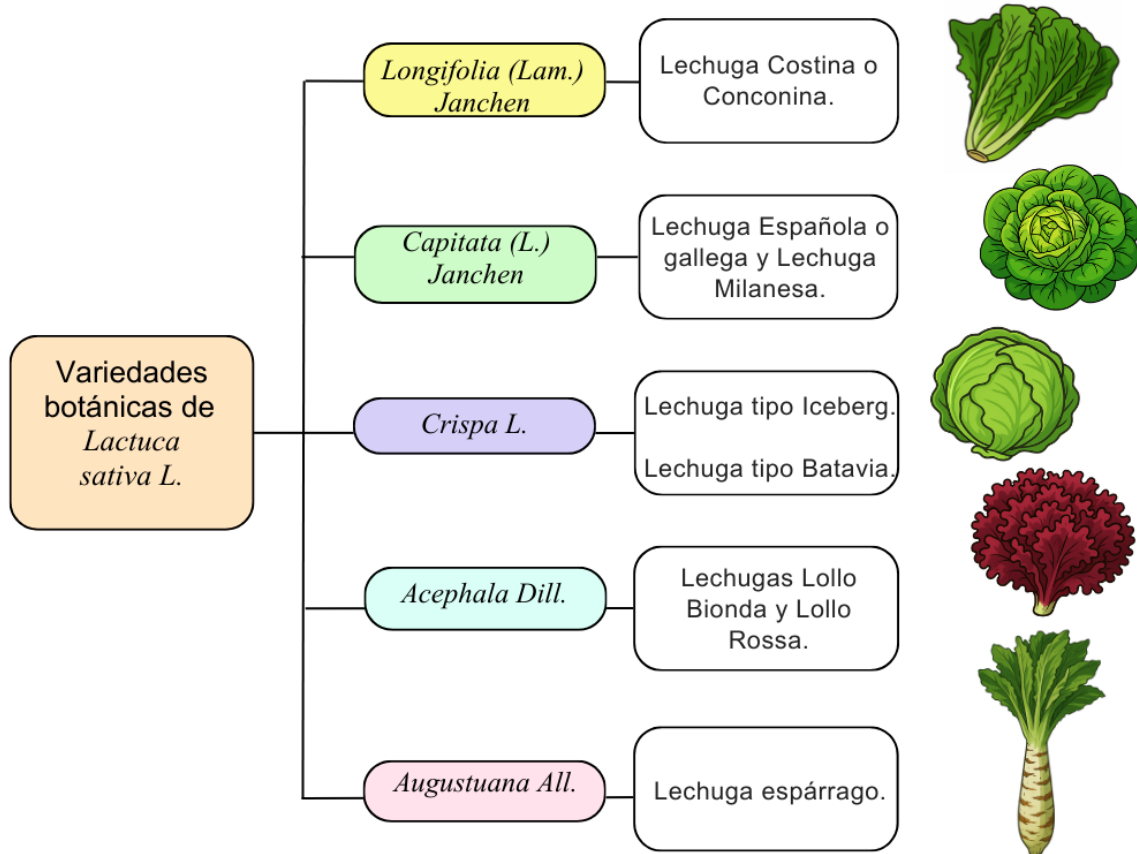 Variedades
botánicas de
Lactuca
sativa L.
Longifolia (Lam.)
Janchen
Lechuga Costina o
Conconina.
Capitata (L.)
Janchen
Lechuga Española o
gallega y Lechuga
Milanesa.
Crispa L.
Lechuga tipo Iceberg.
Lechuga tipo Batavia.
Acephala Dill.
Lechugas Lollo
Bionda y Lollo
Rossa.
Augustuana All.
Lechuga espárrago.